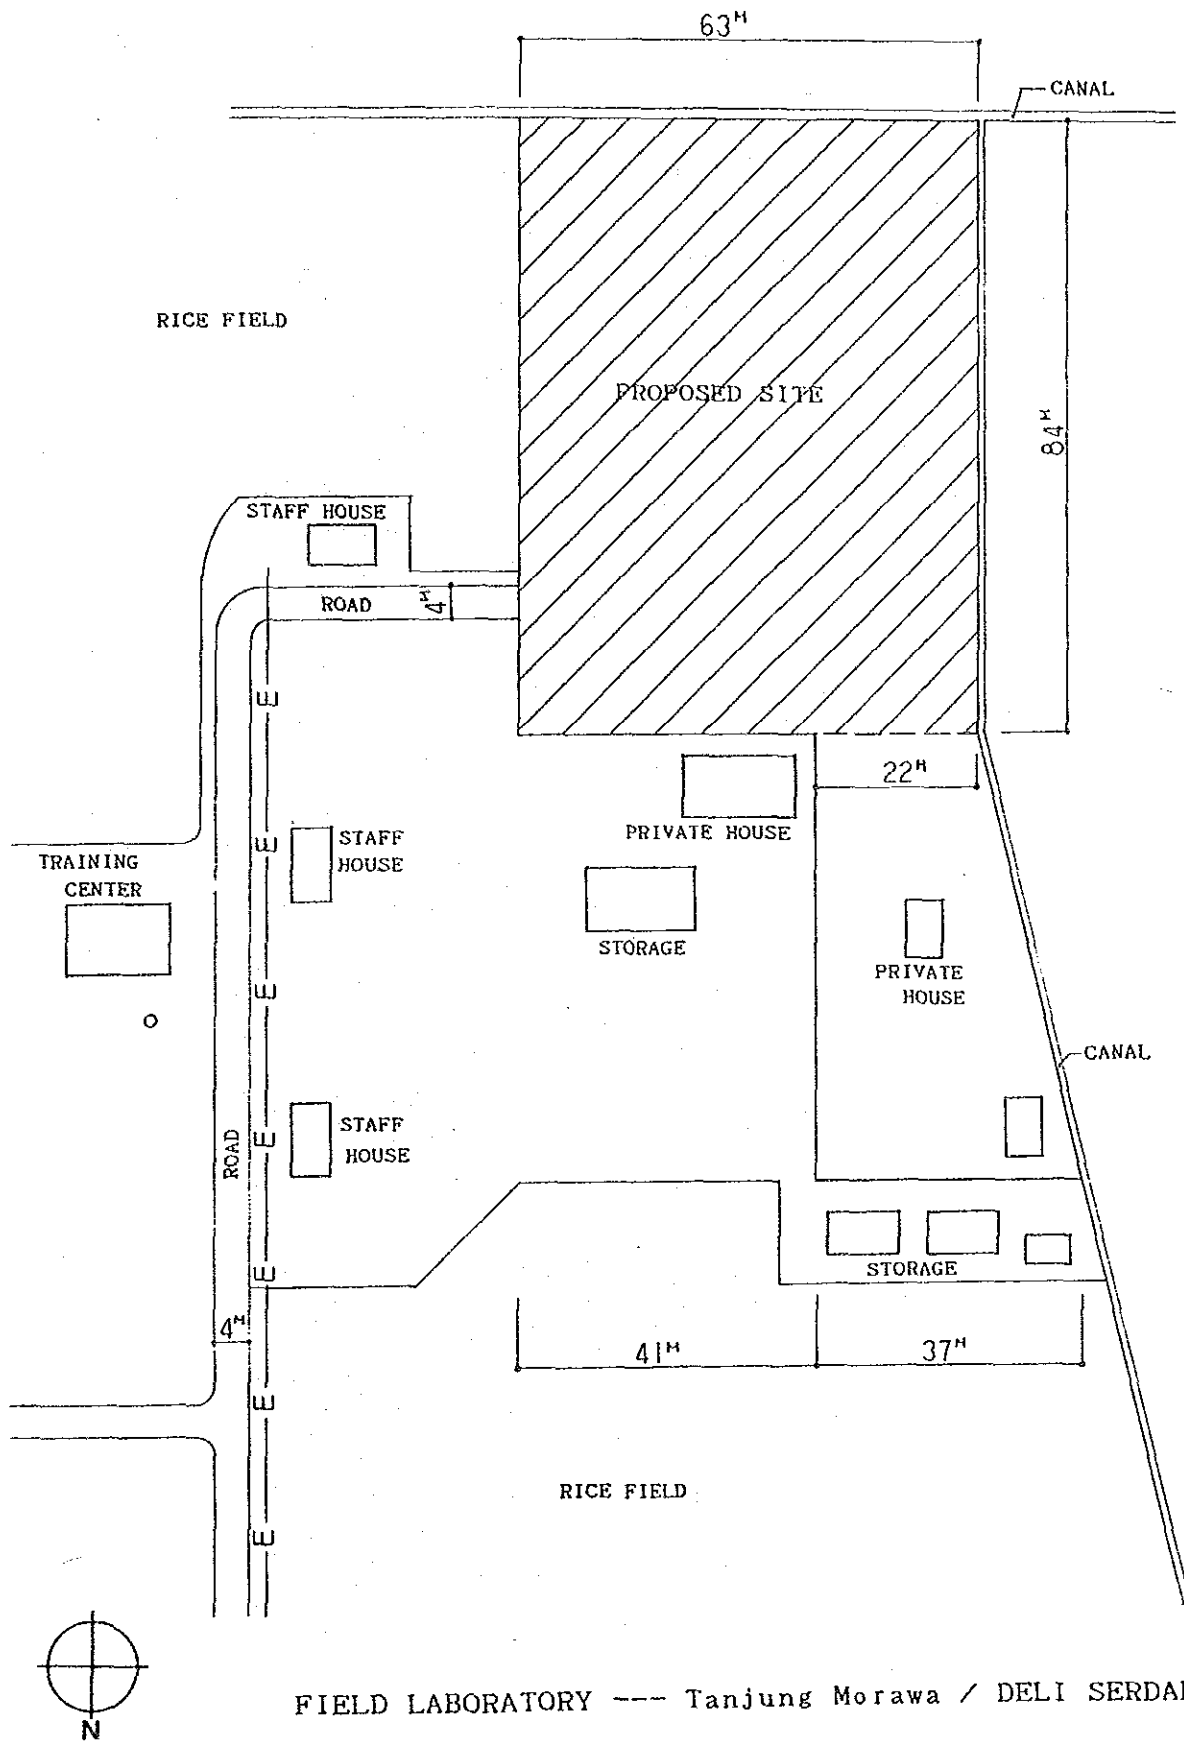 63ᴹ
CANAL
RICE FIELD
PROPOSED SITE
84ᴹ
STAFF HOUSE
ROAD
4ᴹ
E
E
22ᴹ
PRIVATE HOUSE
STAFF
HOUSE
TRAINING
CENTER
STORAGE
E
PRIVATE
HOUSE
CANAL
STAFF
HOUSE
ROAD
E
E
STORAGE
4ᴹ
41ᴹ
37ᴹ
E
RICE FIELD
E
N
FIELD LABORATORY --- Tanjung Morawa / DELI SERDA